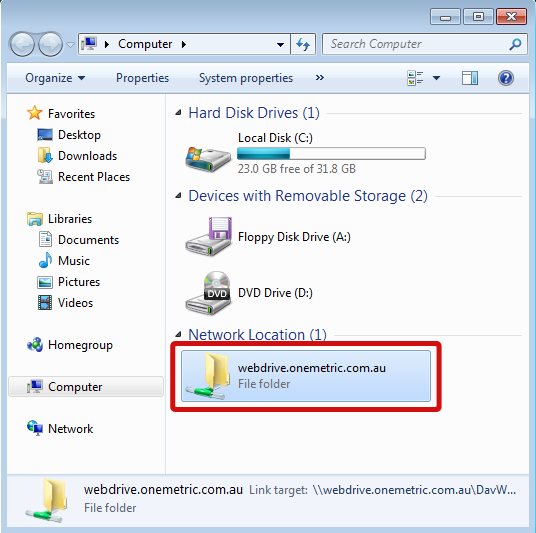 Computer
Search Computer
Organize Properties System properties »
Favorites
Desktop
Downloads
Recent Places
Libraries
Documents
Music
Pictures
Videos
Homegroup
Computer
Network
Hard Disk Drives (1)
Local Disk (C:)
23.0 GB free of 31.8 GB
Devices with Removable Storage (2)
Floppy Disk Drive (A:)
DVD
DVD Drive (D:)
Network Location (1)
webdrive.onemetric.com.au
File folder
webdrive.onemetric.com.au Link target: \\webdrive.onemetric.com.au\DavW...
File folder